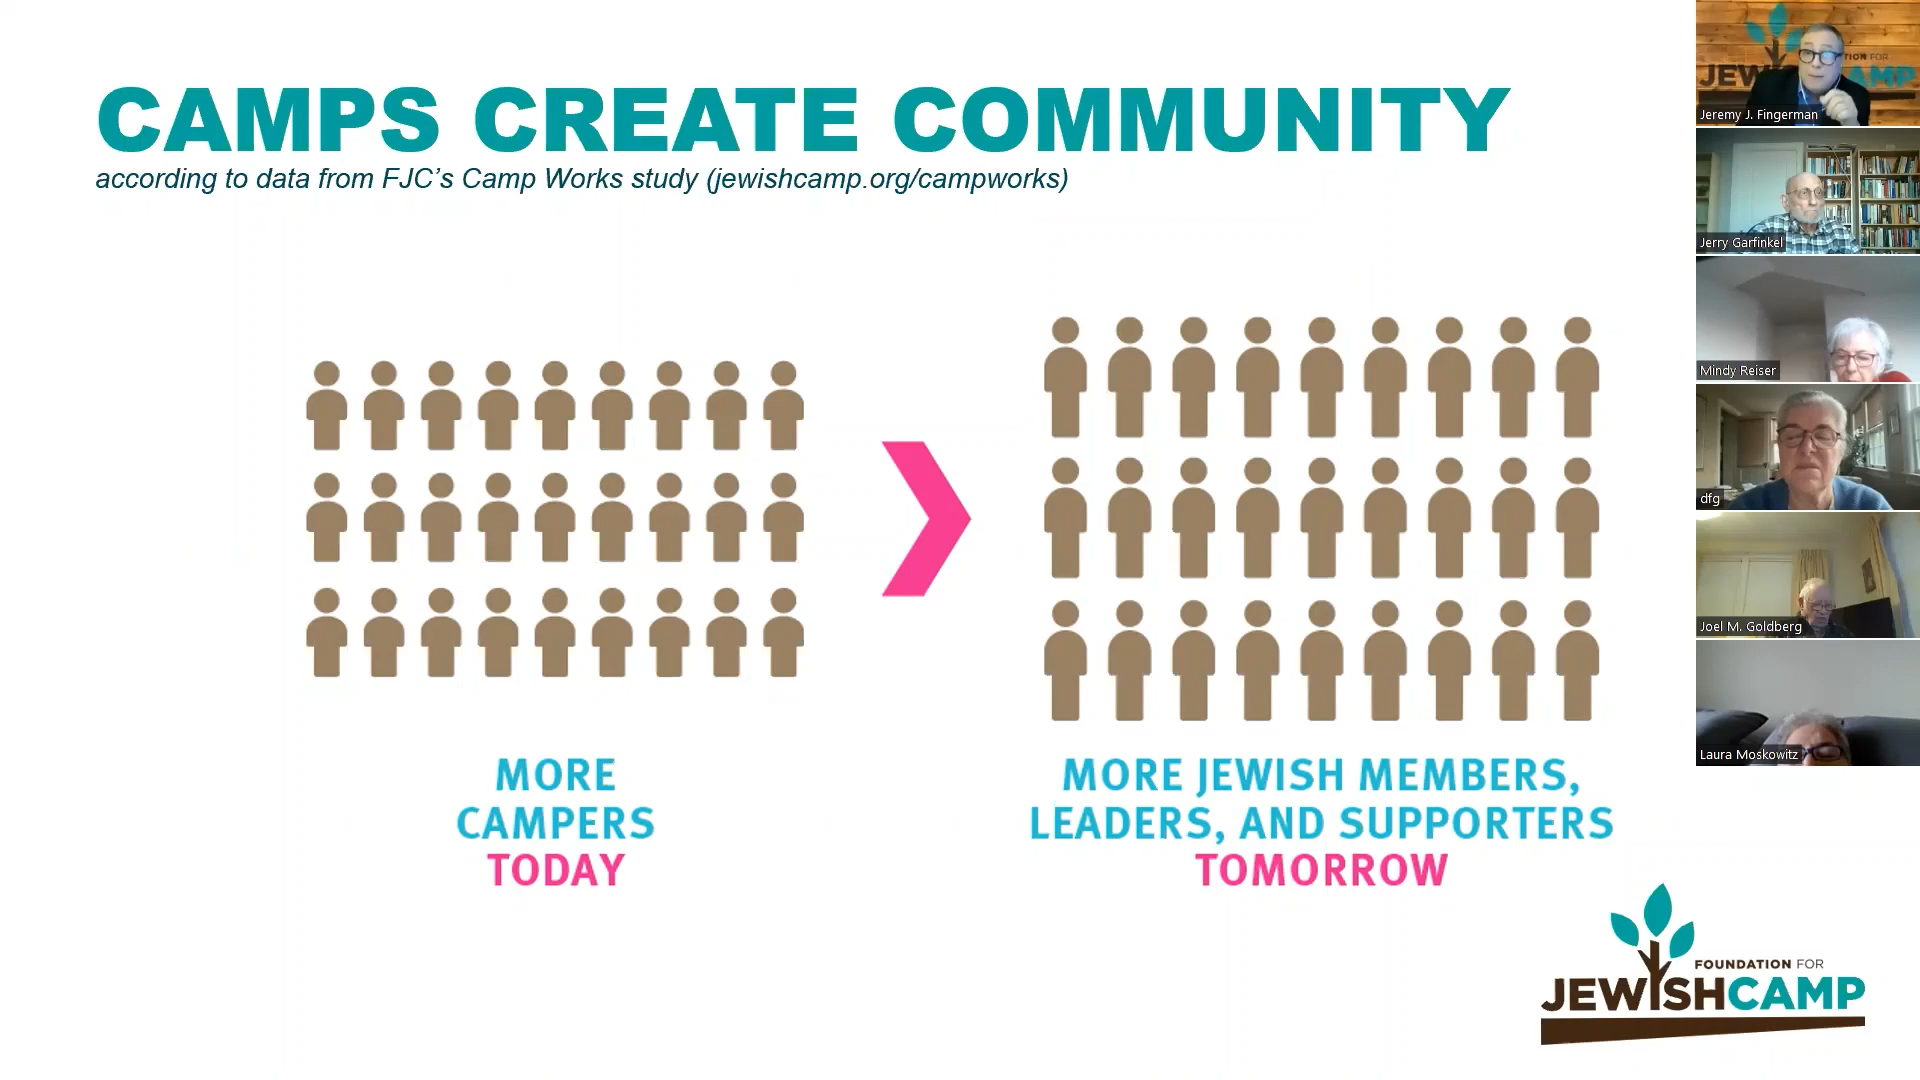 CAMPS CREATE COMMUNITY
according to data from FJC's Camp Works study (jewishcamp.org/campworks)
MORE
CAMPERS
TODAY
MORE JEWISH MEMBERS,
LEADERS, AND SUPPORTERS
TOMORROW
FOUNDATION FOR
JEWISHCAMP
Jeremy J. Fingerman
Jerry Garfinkel
Mindy Reiser
dfg
Joel M. Goldberg
Laura Moskowitz